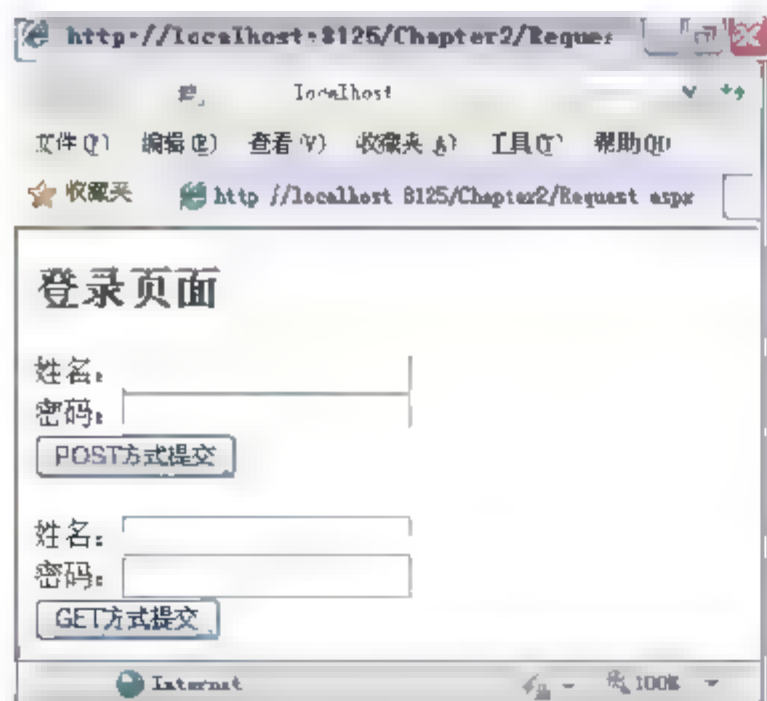 http://localhost:8125/Chapter2/Reques
localhost
文件(F) 编辑(E) 查看(V) 收藏夹(A) 工具(T) 帮助(H)
收藏夹 http://localhost 8125/Chapter2/Request aspx
登录页面
姓名:
密码:
POST方式提交
姓名:
密码:
GET方式提交
Internet 100%